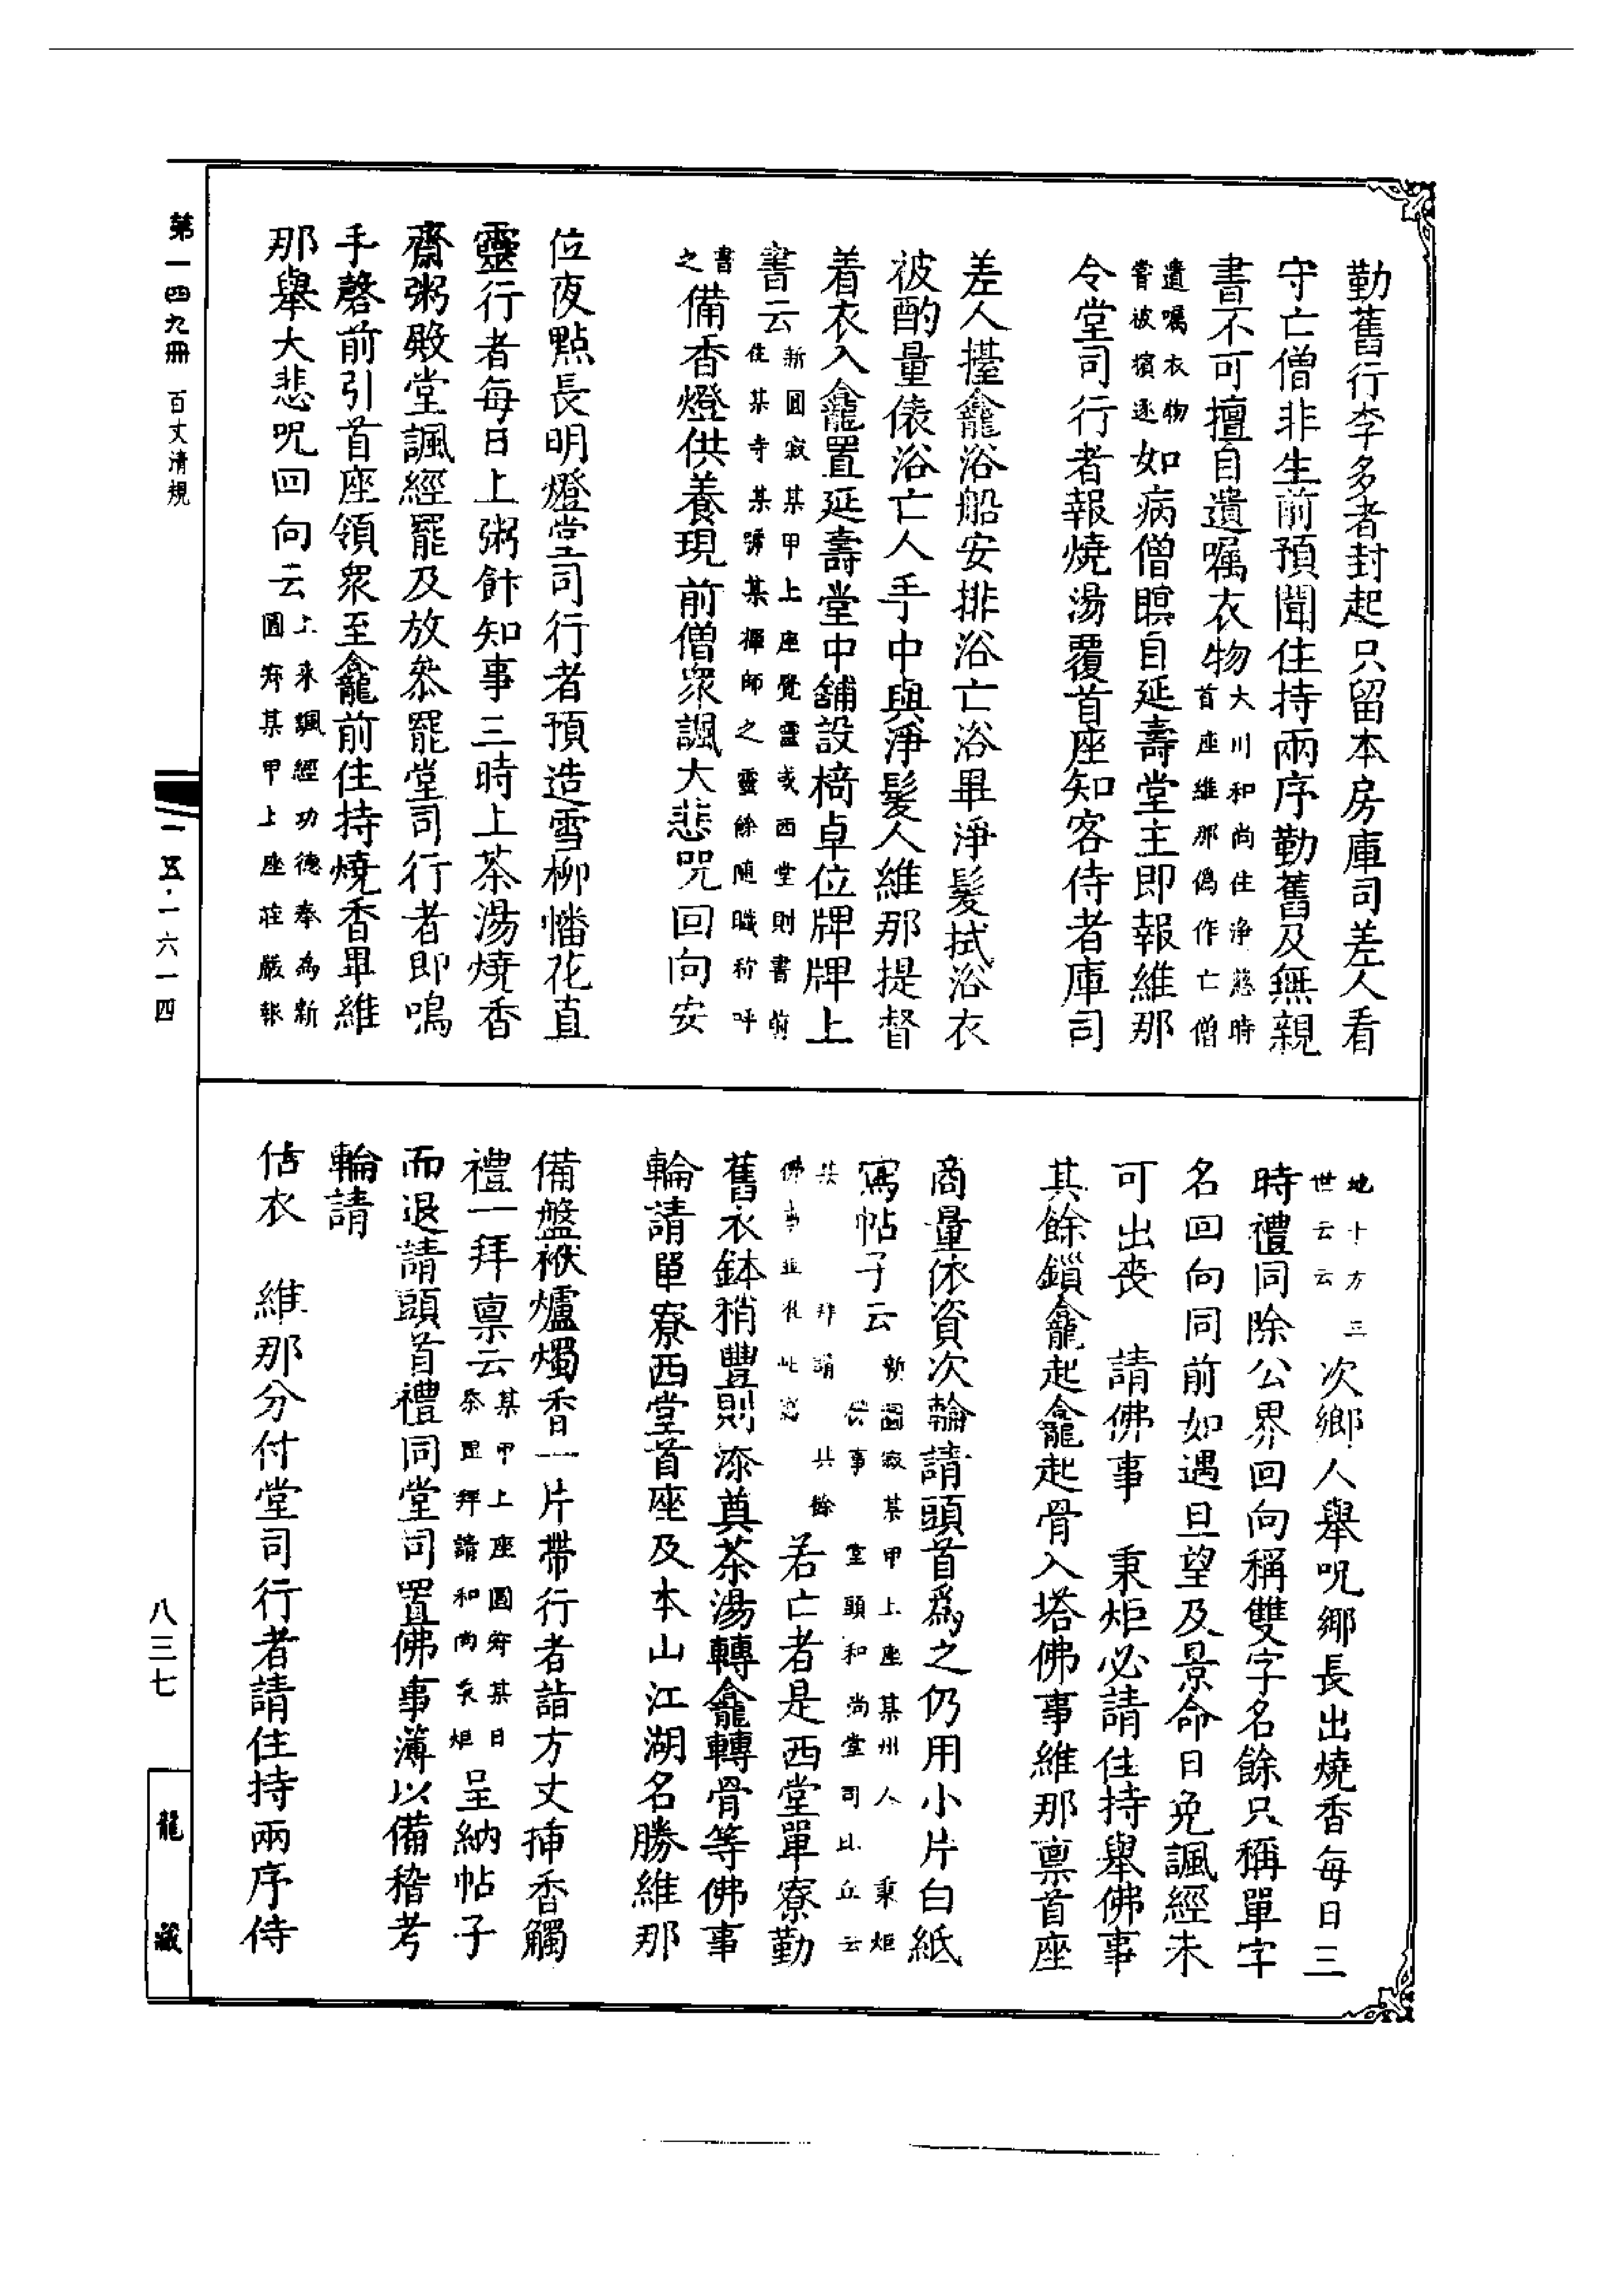 勤舊行李多者封起只留本房庫司差人看
守亡僧非生前預聞住持兩序勤舊及無親
書不可擅自遺囑衣物大川和尚住淨慈時首座維那僞作亡僧
遺囑衣物嘗被擯逐如病僧瞑目延壽堂主即報維那
令堂司行者報燒湯覆首座知客侍者庫司
差人擡龕浴船安排浴亡浴畢淨髮拭浴衣
被酌量俵浴亡人手巾與淨髮人維那提督
着衣入龕置延壽堂中舖設椅卓位牌牌上
書云新圓寂某甲上座覺靈或西堂則書前住某寺某號某禪師之靈餘隨職稱呼
書之備香燈供養現前僧衆諷大悲咒回向安
位夜點長明燈堂司行者預造雪柳幡花直
靈行者每日上粥飰知事三時上茶湯燒香
齋粥殿堂諷經罷及放叅罷堂司行者即鳴
手磬前引首座領衆至龕前住持燒香畢維
那舉大悲咒回向云上來諷經功德奉為新圓寂某甲上座莊嚴報
地十方三世云云次鄉人舉咒鄉長出燒香每日三
時禮同除公界回向稱雙字名餘只稱單字
名回向同前如遇旦望及景命日免諷經未
可出喪　請佛事　秉炬必請住持舉佛事
其餘鎖龕起龕起骨入塔佛事維那禀首座
商量依資次輪請頭首爲之仍用小片白紙
寫帖子云新圓寂某甲上座某州人　秉炬佛事　堂頭和尚堂司比丘云
某　拜請　其餘佛事並依此寫若亡者是西堂單寮勤
舊衣鉢稍豐則添奠茶湯轉龕轉骨等佛事
輪請單寮西堂首座及本山江湖名勝維那
備盤袱爐燭香一片帶行者詣方丈揷香觸
禮一拜禀云某甲上座圓寂某日茶毘拜請和尚秉炬呈納帖子
而退請頭首禮同堂司置佛事簿以備稽考
輪請
估衣　維那分付堂司行者請住持兩序侍
第一四九冊　百丈清規
一五·一六一四
八三七
龍藏